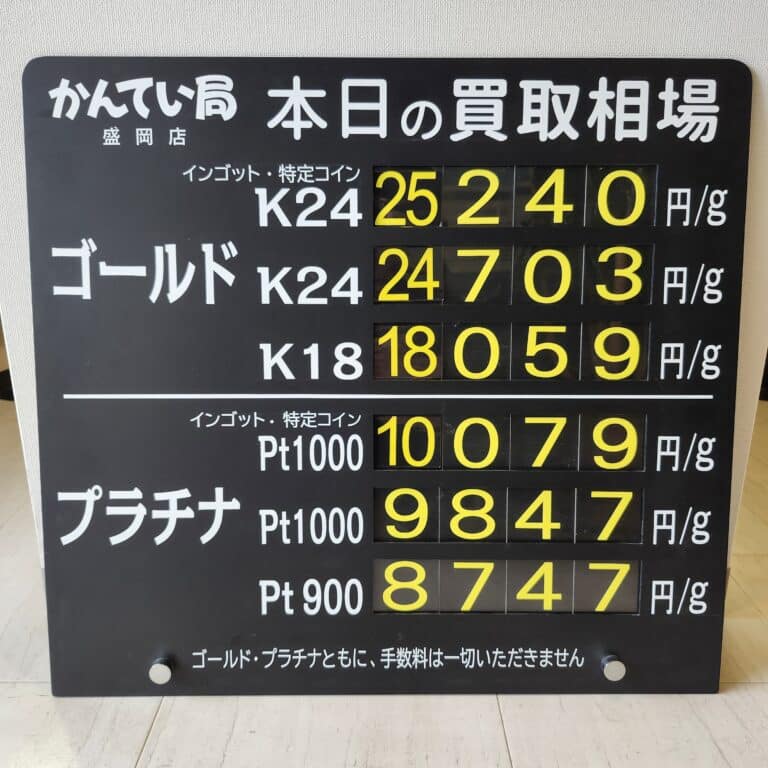 かんてい局 本日の買取相場
盛岡店
インゴット・特定コイン
K24 25240 円/g
ゴールド K24 24703 円/g
K18 18059 円/g
インゴット・特定コイン
Pt1000 10079 円/g
プラチナ Pt1000 9847 円/g
Pt900 8747 円/g
ゴールド・プラチナともに、手数料は一切いただきません